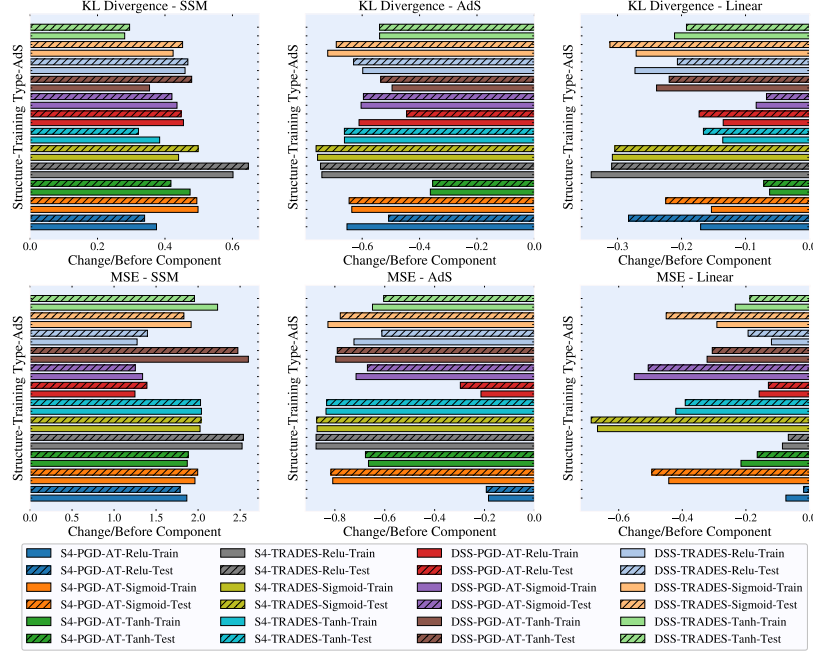 KL Divergence - SSM
KL Divergence - AdS
KL Divergence - Linear
Structure-Training Type-AdS
Structure-Training Type-AdS
Structure-Training Type-AdS
0.0 0.2 0.4 0.6
−0.6 −0.4 −0.2 0.0
−0.3 −0.2 −0.1 0.0
Change/Before Component
Change/Before Component
Change/Before Component
MSE - SSM
MSE - AdS
MSE - Linear
Structure-Training Type-AdS
Structure-Training Type-AdS
Structure-Training Type-AdS
0.0 0.5 1.0 1.5 2.0 2.5
−0.8 −0.6 −0.4 −0.2 0.0
−0.6 −0.4 −0.2 0.0
Change/Before Component
Change/Before Component
Change/Before Component
S4-PGD-AT-Relu-Train
S4-PGD-AT-Relu-Test
S4-PGD-AT-Sigmoid-Train
S4-PGD-AT-Sigmoid-Test
S4-PGD-AT-Tanh-Train
S4-PGD-AT-Tanh-Test
S4-TRADES-Relu-Train
S4-TRADES-Relu-Test
S4-TRADES-Sigmoid-Train
S4-TRADES-Sigmoid-Test
S4-TRADES-Tanh-Train
S4-TRADES-Tanh-Test
DSS-PGD-AT-Relu-Train
DSS-PGD-AT-Relu-Test
DSS-PGD-AT-Sigmoid-Train
DSS-PGD-AT-Sigmoid-Test
DSS-PGD-AT-Tanh-Train
DSS-PGD-AT-Tanh-Test
DSS-TRADES-Relu-Train
DSS-TRADES-Relu-Test
DSS-TRADES-Sigmoid-Train
DSS-TRADES-Sigmoid-Test
DSS-TRADES-Tanh-Train
DSS-TRADES-Tanh-Test